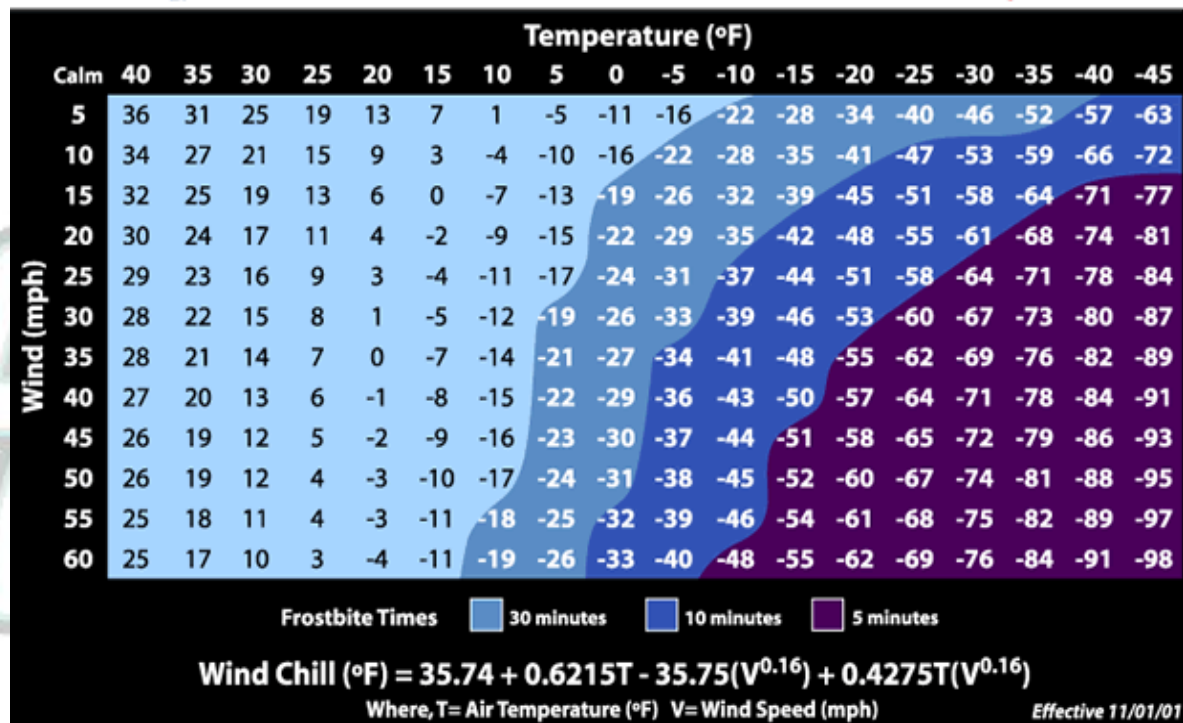 Temperature (ºF)
Calm 40 35 30 25 20 15 10 5 0 -5 -10 -15 -20 -25 -30 -35 -40 -45
5 36 31 25 19 13 7 1 -5 -11 -16 -22 -28 -34 -40 -46 -52 -57 -63
10 34 27 21 15 9 3 -4 -10 -16 -22 -28 -35 -41 -47 -53 -59 -66 -72
15 32 25 19 13 6 0 -7 -13 -19 -26 -32 -39 -45 -51 -58 -64 -71 -77
20 30 24 17 11 4 -2 -9 -15 -22 -29 -35 -42 -48 -55 -61 -68 -74 -81
25 29 23 16 9 3 -4 -11 -17 -24 -31 -37 -44 -51 -58 -64 -71 -78 -84
30 28 22 15 8 1 -5 -12 -19 -26 -33 -39 -46 -53 -60 -67 -73 -80 -87
35 28 21 14 7 0 -7 -14 -21 -27 -34 -41 -48 -55 -62 -69 -76 -82 -89
40 27 20 13 6 -1 -8 -15 -22 -29 -36 -43 -50 -57 -64 -71 -78 -84 -91
45 26 19 12 5 -2 -9 -16 -23 -30 -37 -44 -51 -58 -65 -72 -79 -86 -93
50 26 19 12 4 -3 -10 -17 -24 -31 -38 -45 -52 -60 -67 -74 -81 -88 -95
55 25 18 11 4 -3 -11 -18 -25 -32 -39 -46 -54 -61 -68 -75 -82 -89 -97
60 25 17 10 3 -4 -11 -19 -26 -33 -40 -48 -55 -62 -69 -76 -84 -91 -98
Wind (mph)
Frostbite Times 30 minutes 10 minutes 5 minutes
Wind Chill (ºF) = 35.74 + 0.6215T - 35.75(V^0.16) + 0.4275T(V^0.16)
Where, T= Air Temperature (ºF) V= Wind Speed (mph)
Effective 11/01/01